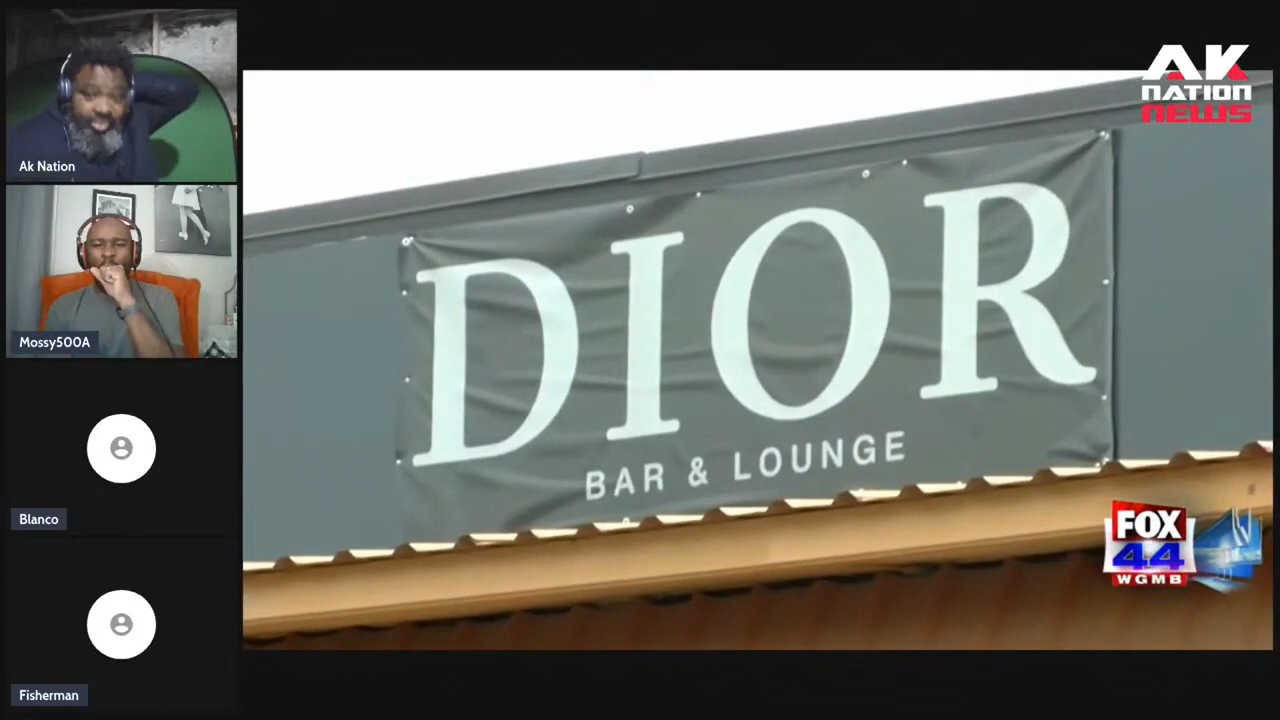 Ak Nation
Mossy500A
Blanco
Fisherman
AK
NATION
NEWS
DIOR
BAR & LOUNGE
FOX
44
WGMB